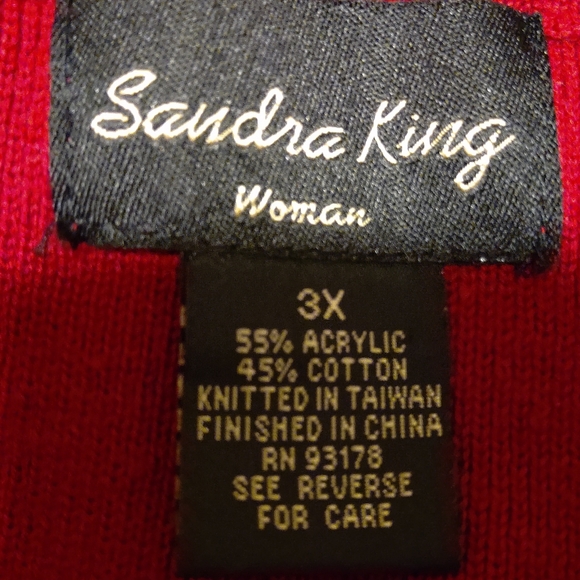 Sandra King
Woman
3X
55% ACRYLIC
45% COTTON
KNITTED IN TAIWAN
FINISHED IN CHINA
RN 93178
SEE REVERSE
FOR CARE